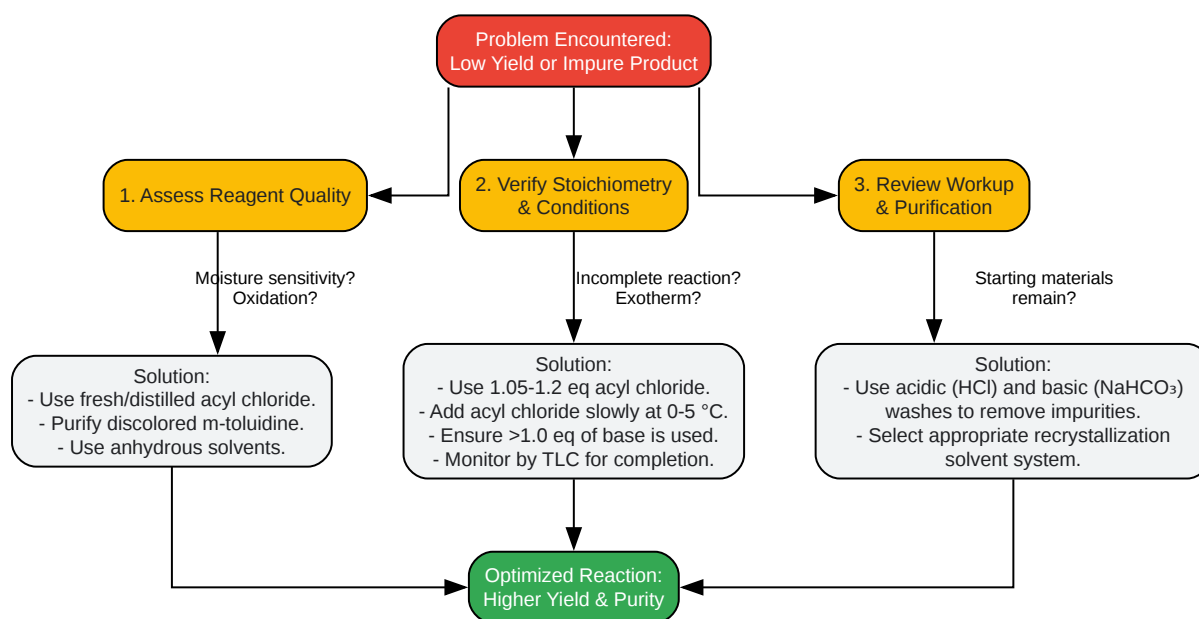 Problem Encountered:
Low Yield or Impure Product
1. Assess Reagent Quality
2. Verify Stoichiometry
& Conditions
3. Review Workup
& Purification
Moisture sensitivity?
Oxidation?
Incomplete reaction?
Exotherm?
Starting materials
remain?
Solution:
- Use fresh/distilled acyl chloride.
- Purify discolored m-toluidine.
- Use anhydrous solvents.
Solution:
- Use 1.05-1.2 eq acyl chloride.
- Add acyl chloride slowly at 0-5 °C.
- Ensure >1.0 eq of base is used.
- Monitor by TLC for completion.
Solution:
- Use acidic (HCl) and basic (NaHCO₃)
washes to remove impurities.
- Select appropriate recrystallization
solvent system.
Optimized Reaction:
Higher Yield & Purity